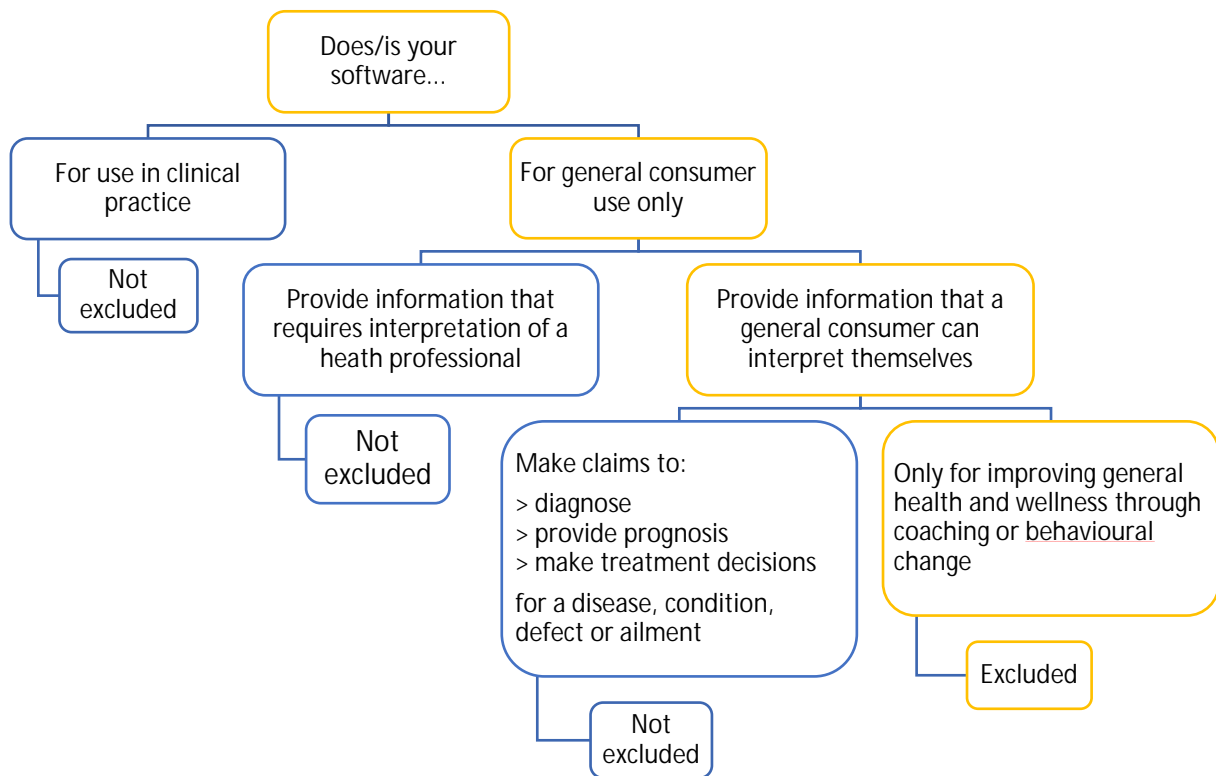 Does/is your
software...
For use in clinical
practice
For general consumer
use only
Not
excluded
Provide information that
requires interpretation of a
heath professional
Provide information that a
general consumer can
interpret themselves
Not
excluded
Make claims to:
> diagnose
> provide prognosis
> make treatment decisions
for a disease, condition,
defect or ailment
Only for improving general
health and wellness through
coaching or behavioural
change
Not
excluded
Excluded